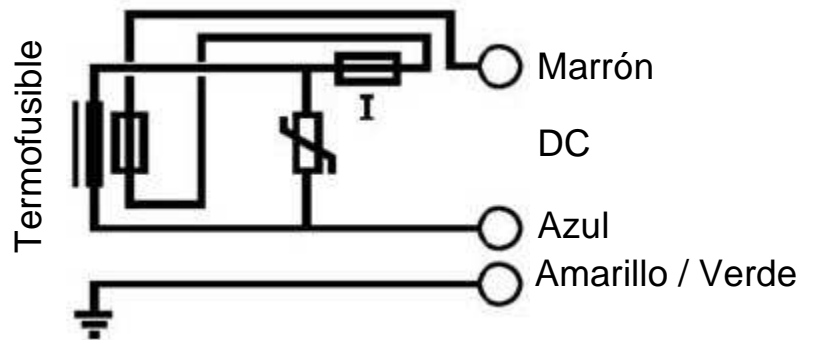 Termofusible
Marrón
I
DC
Azul
Amarillo / Verde